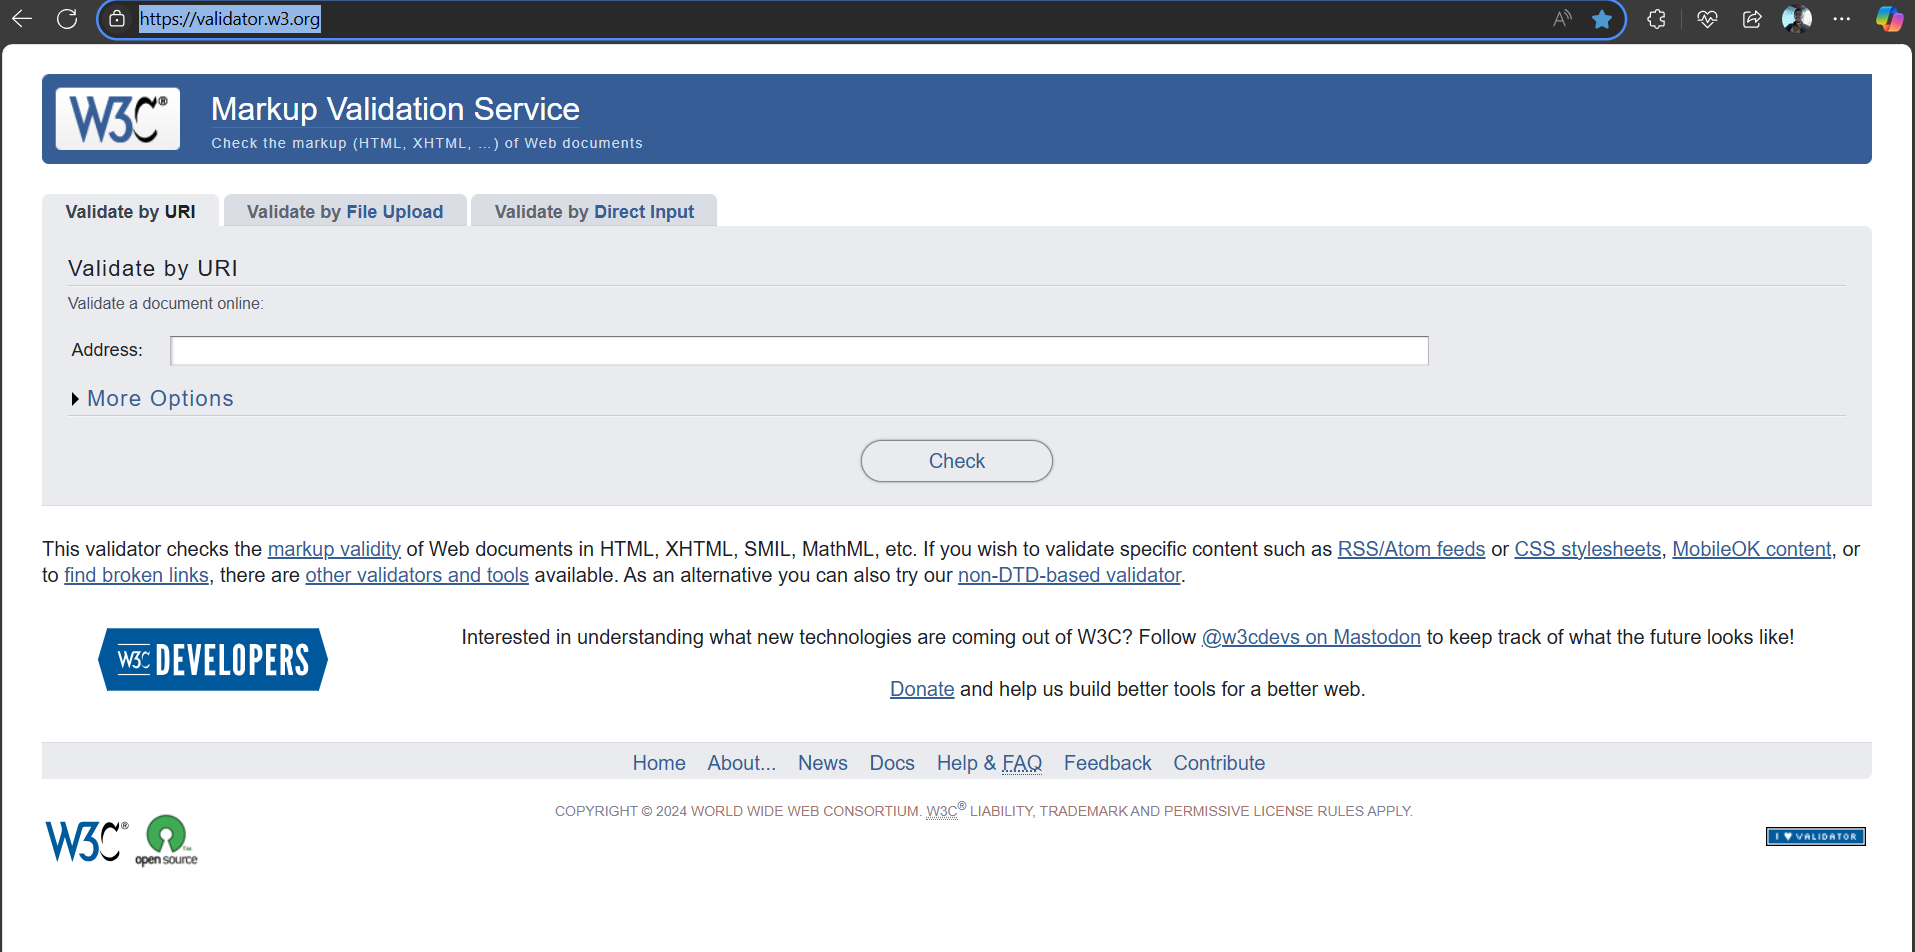 https://validator.w3.org
W3C®
Markup Validation Service
Check the markup (HTML, XHTML, …) of Web documents
Validate by URI
Validate by File Upload
Validate by Direct Input
Validate by URI
Validate a document online:
Address:
More Options
Check
This validator checks the markup validity of Web documents in HTML, XHTML, SMIL, MathML, etc. If you wish to validate specific content such as RSS/Atom feeds or CSS stylesheets, MobileOK content, or
to find broken links, there are other validators and tools available. As an alternative you can also try our non-DTD-based validator.
W3C DEVELOPERS
Interested in understanding what new technologies are coming out of W3C? Follow @w3cdevs on Mastodon to keep track of what the future looks like!
Donate and help us build better tools for a better web.
Home About... News Docs Help & FAQ Feedback Contribute
COPYRIGHT © 2024 WORLD WIDE WEB CONSORTIUM. W3C® LIABILITY, TRADEMARK AND PERMISSIVE LICENSE RULES APPLY.
W3C®
open source™
I ♥ VALIDATOR